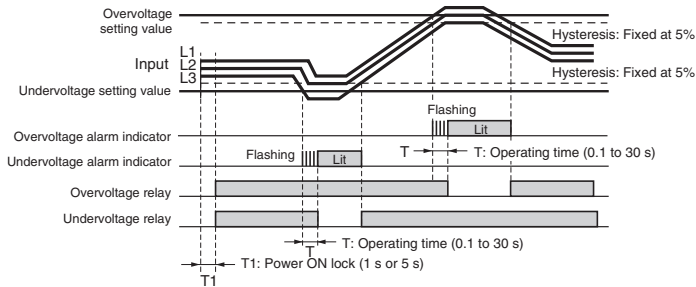 Overvoltage
setting value
Hysteresis: Fixed at 5%
L1
Input
L2
L3
Hysteresis: Fixed at 5%
Undervoltage setting value
Flashing
Overvoltage alarm indicator
Lit
Undervoltage alarm indicator
Flashing
Lit
T
T: Operating time (0.1 to 30 s)
Overvoltage relay
Undervoltage relay
T
T: Operating time (0.1 to 30 s)
T1: Power ON lock (1 s or 5 s)
T1